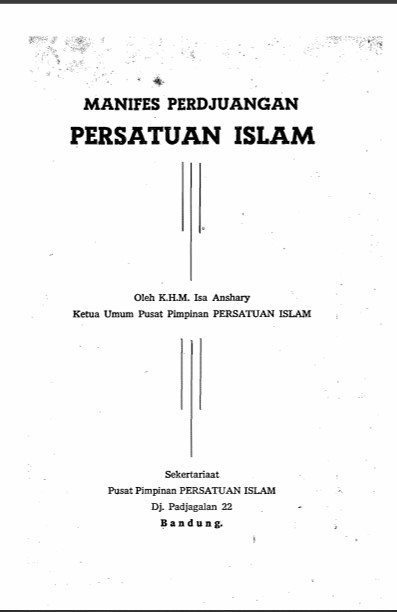 MANIFES PERDJUANGAN
PERSATUAN ISLAM
Oleh K.H.M. Isa Anshary
Ketua Umum Pusat Pimpinan PERSATUAN ISLAM
Sekertariaat
Pusat Pimpinan PERSATUAN ISLAM
Dj. Padjagalan 22
Bandung.